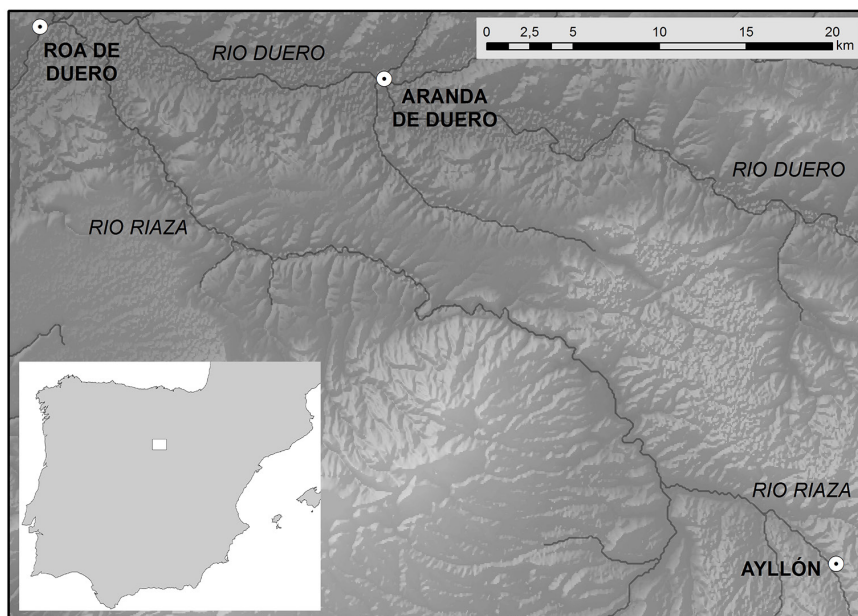 ROA DE
DUERO
RIO DUERO
0 2,5 5 10 15 20
km
ARANDA
DE DUERO
RIO DUERO
RIO RIAZA
RIO RIAZA
AYLLÓN